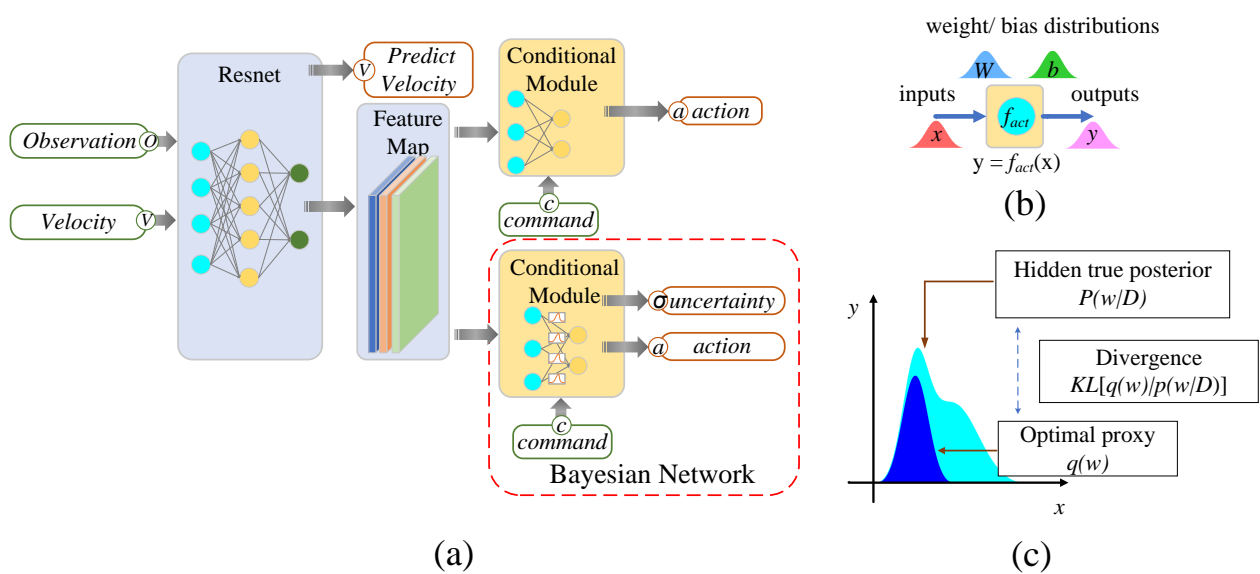 Resnet
Observation
O
Velocity
V
V
Predict
Velocity
Feature
Map
Conditional
Module
a
action
c
command
Conditional
Module
σ
uncertainty
a
action
c
command
Bayesian Network
(a)
weight/ bias distributions
W
b
inputs
outputs
x
f_act
y
y = f_act(x)
(b)
Hidden true posterior
P(w/D)
y
Divergence
KL[q(w)/p(w/D)]
Optimal proxy
q(w)
x
(c)